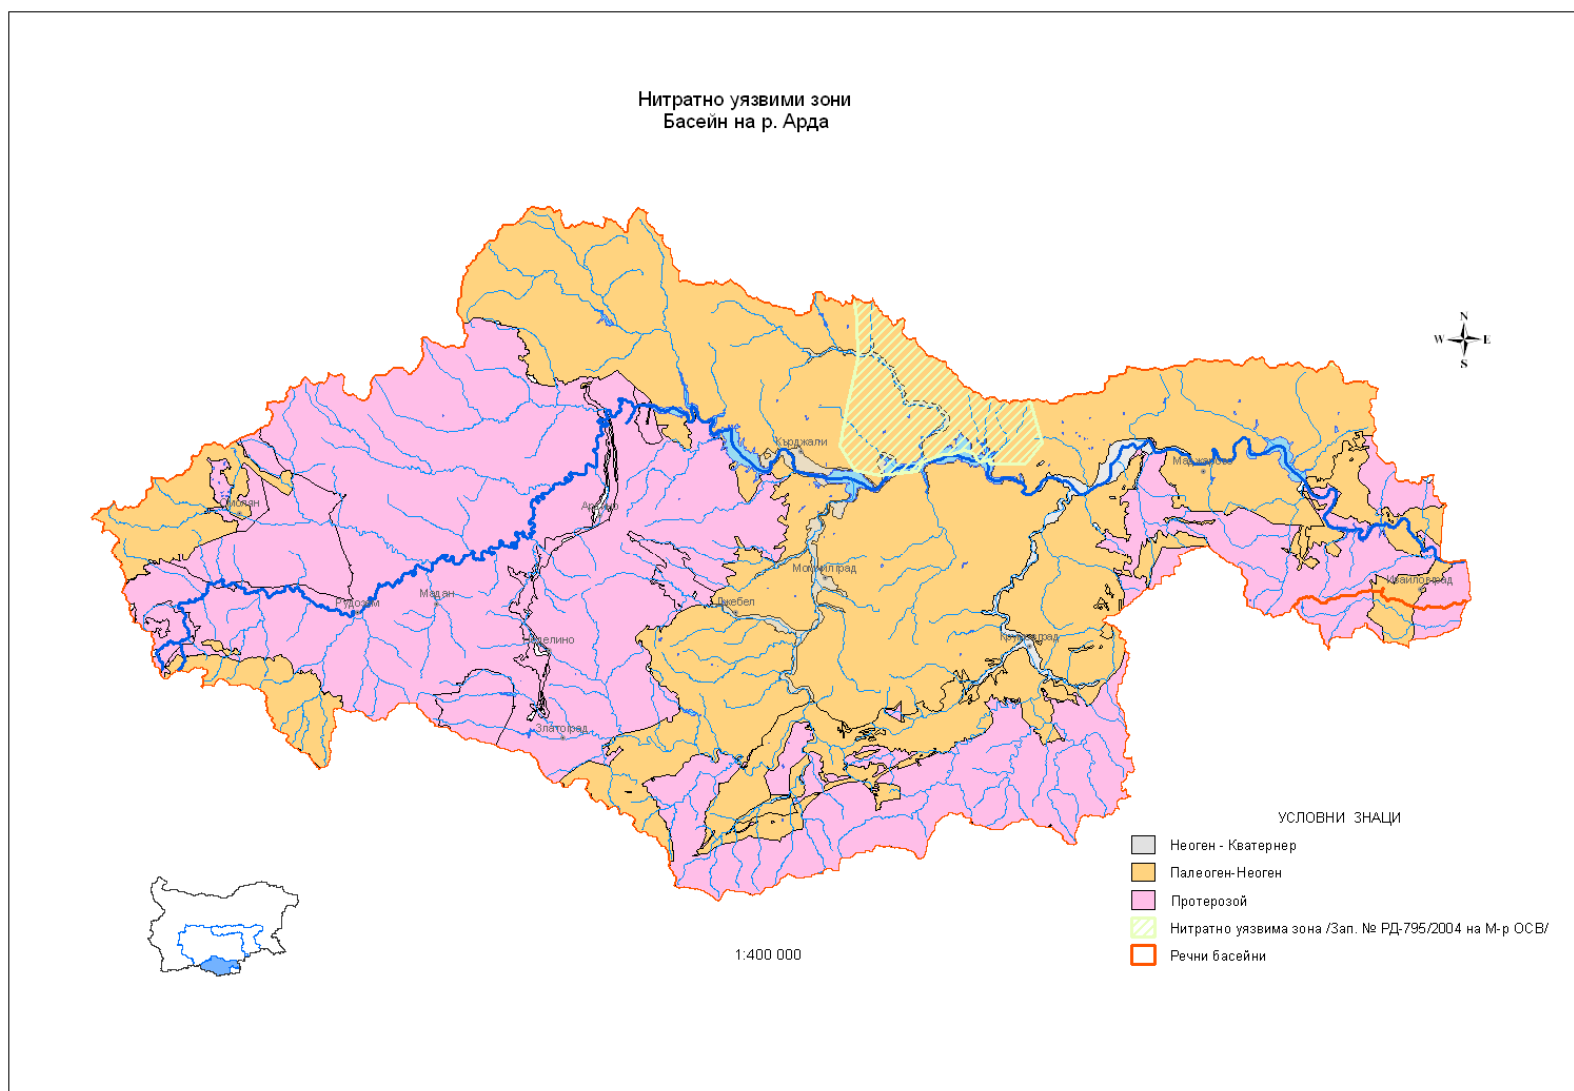 Нитратно уязвими зони
Басейн на р. Арда
N
W E
S
Кърджали
Маджарово
Смолян
Ардино
Момчилград
Ивайловград
Рудозем
Мадан
Джебел
Неделино
Крумовград
Златоград
УСЛОВНИ ЗНАЦИ
Неоген - Кватернер
Палеоген-Неоген
Протерозой
Нитратно уязвима зона /Зап. № РД-795/2004 на М-р ОСВ/
Речни басейни
1:400 000